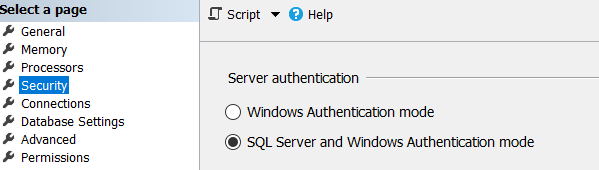 Select a page
General
Memory
Processors
Security
Connections
Database Settings
Advanced
Permissions
Script Help
Server authentication
Windows Authentication mode
SQL Server and Windows Authentication mode